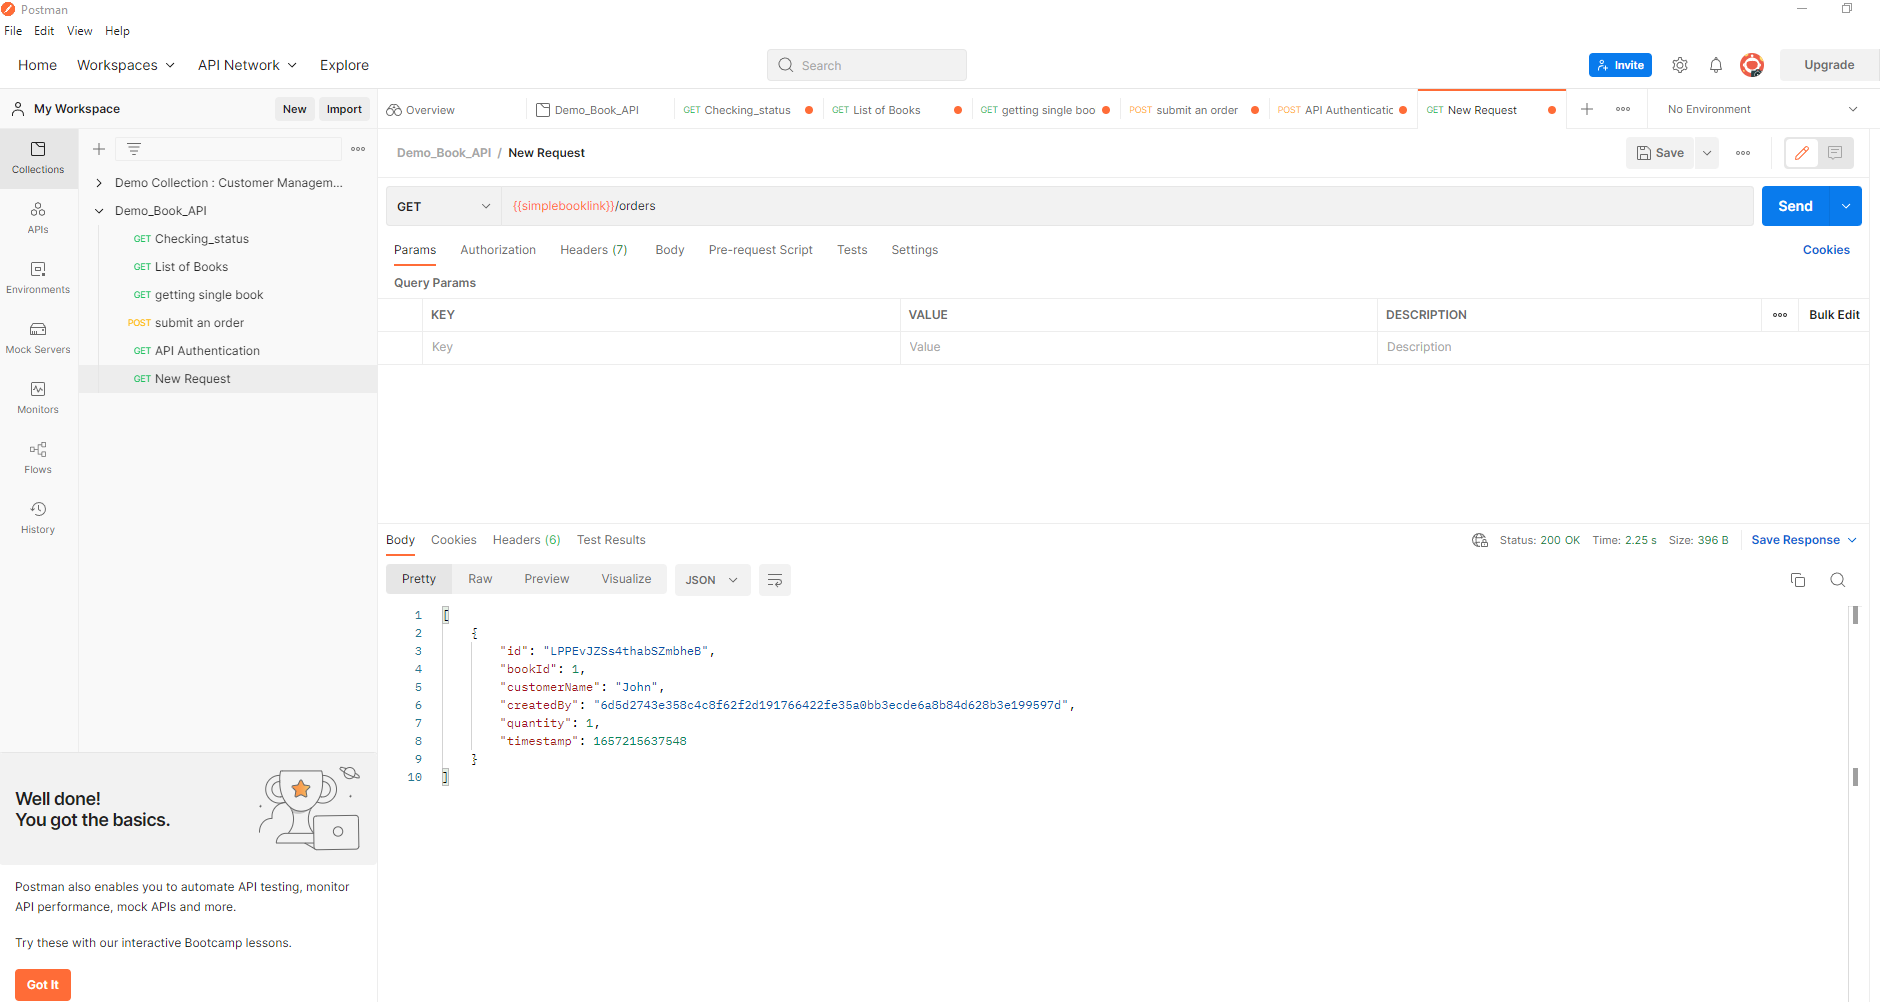 Postman
File Edit View Help
Home Workspaces API Network Explore Search Invite Upgrade
My Workspace New Import
Overview Demo_Book_API GET Checking_status GET List of Books GET getting single boo POST submit an order POST API Authenticatic GET New Request No Environment
Demo_Book_API / New Request Save
Collections
APIs
Environments
Mock Servers
Monitors
Flows
History
Demo Collection : Customer Managem...
Demo_Book_API
GET Checking_status
GET List of Books
GET getting single book
POST submit an order
GET API Authentication
GET New Request
GET {{simplebooklink}}/orders Send
Params Authorization Headers (7) Body Pre-request Script Tests Settings Cookies
Query Params
KEY VALUE DESCRIPTION Bulk Edit
Key Value Description
Body Cookies Headers (6) Test Results Status: 200 OK Time: 2.25 s Size: 396 B Save Response
Pretty Raw Preview Visualize JSON
1 [
2 {
3 "id": "LPPEvJZSs4thabSZmbheB",
4 "bookId": 1,
5 "customerName": "John",
6 "createdBy": "6d5d2743e358c4c8f62f2d191766422fe35a0bb3ecde6a8b84d628b3e199597d",
7 "quantity": 1,
8 "timestamp": 1657215637548
9 }
10 ]
Well done!
You got the basics.
Postman also enables you to automate API testing, monitor
API performance, mock APIs and more.
Try these with our interactive Bootcamp lessons.
Got It